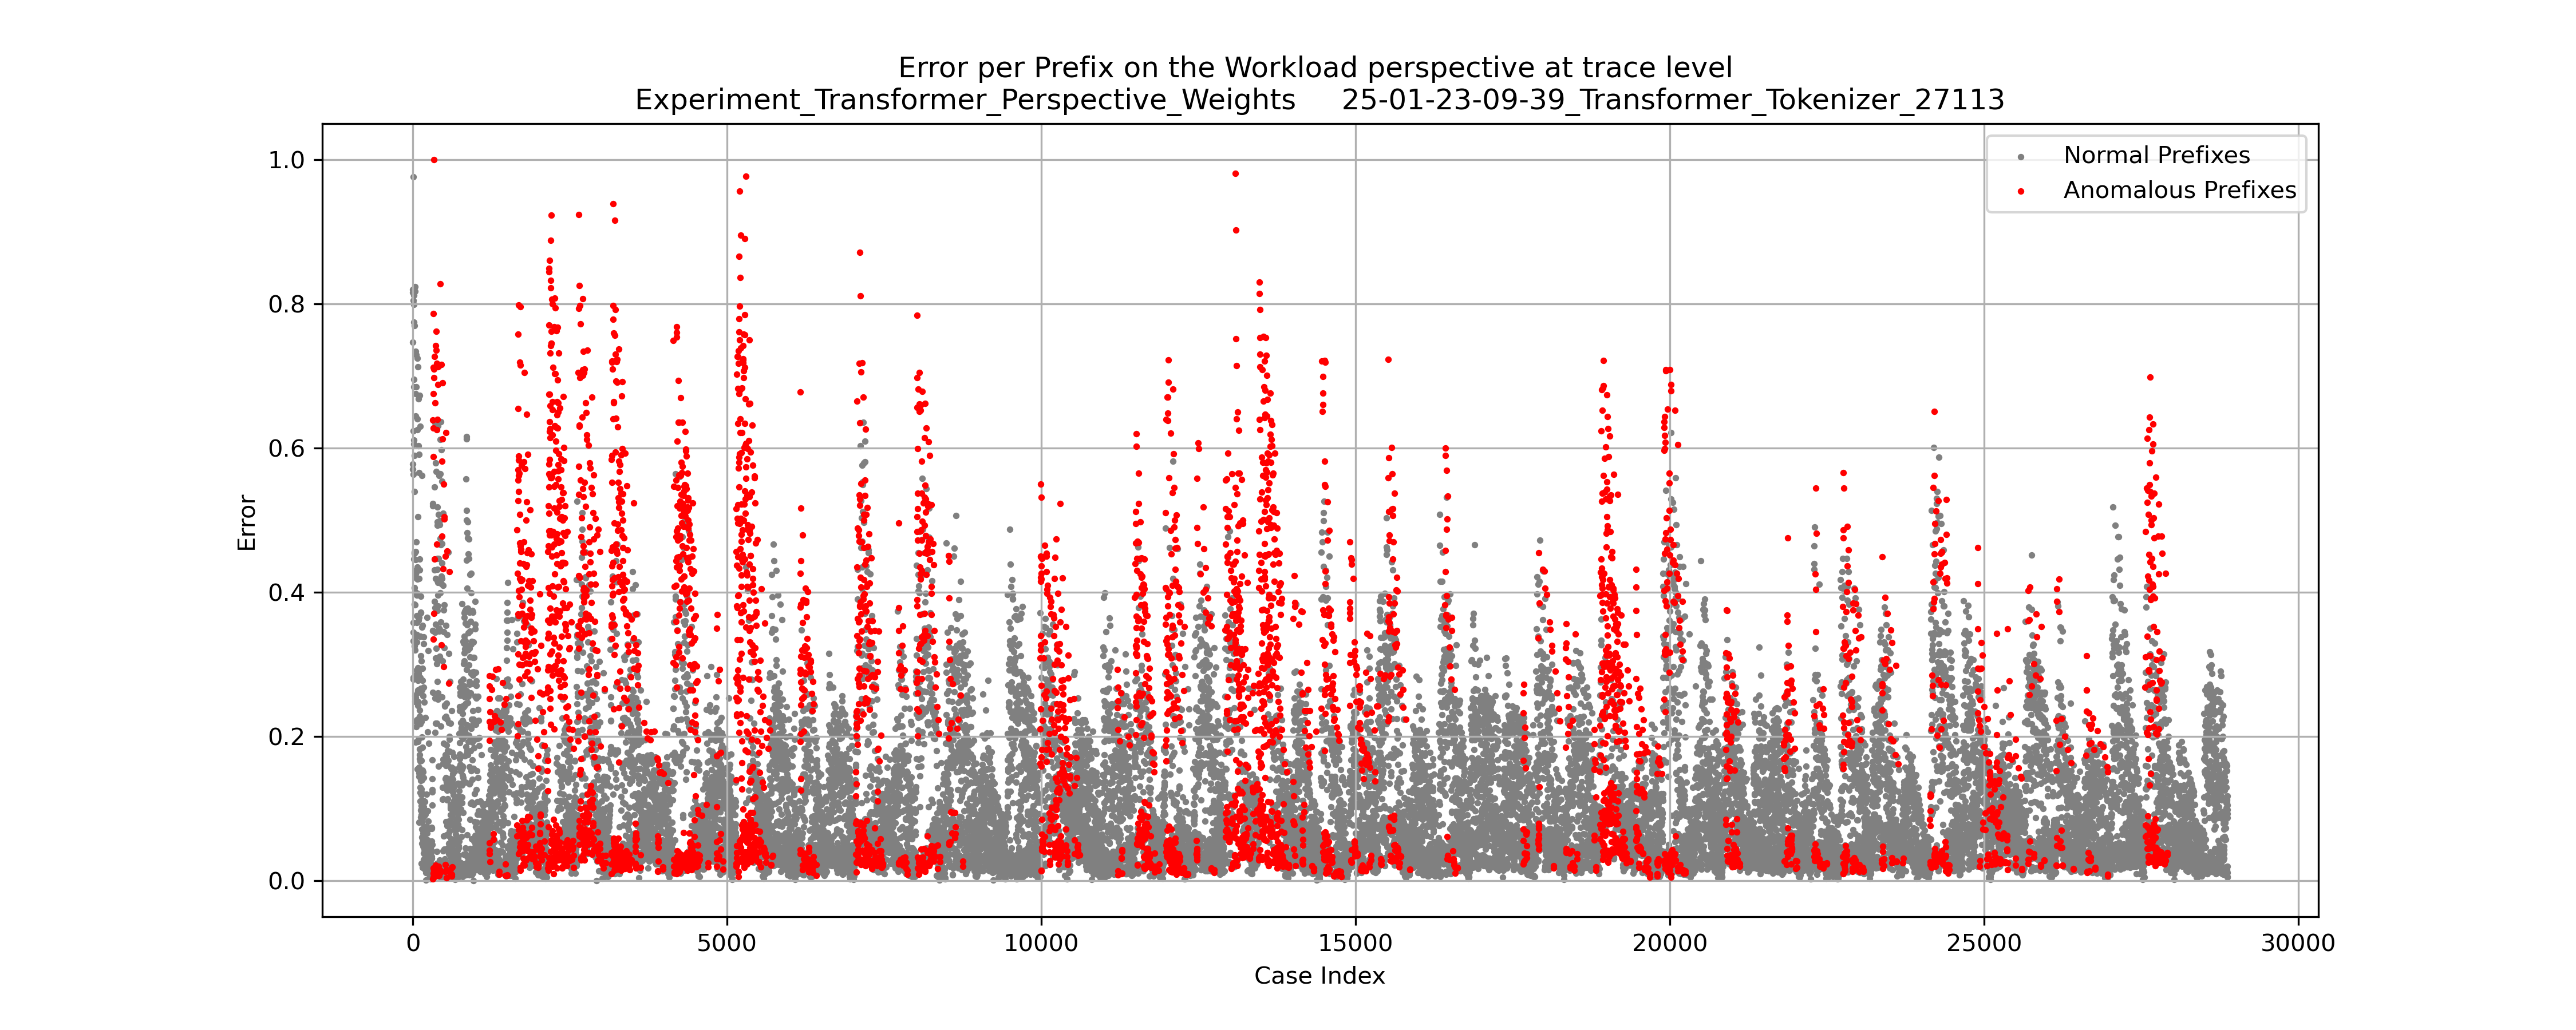 Error per Prefix on the Workload perspective at trace level
Experiment_Transformer_Perspective_Weights    25-01-23-09-39_Transformer_Tokenizer_27113
Normal Prefixes
Anomalous Prefixes
1.0
0.8
0.6
0.4
0.2
0.0
Error
0 5000 10000 15000 20000 25000 30000
Case Index